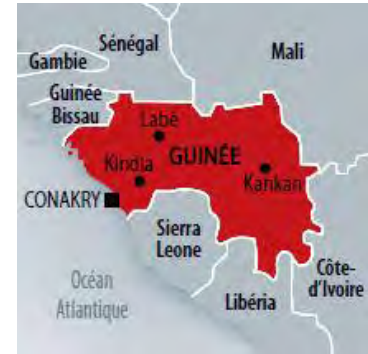 Sénégal
Mali
Gambie
Guinée
Bissau
Labé
GUINÉE
Kindia
Kankan
CONAKRY
Sierra
Leone
Côte-
d'Ivoire
Océan
Atlantique
Libéria